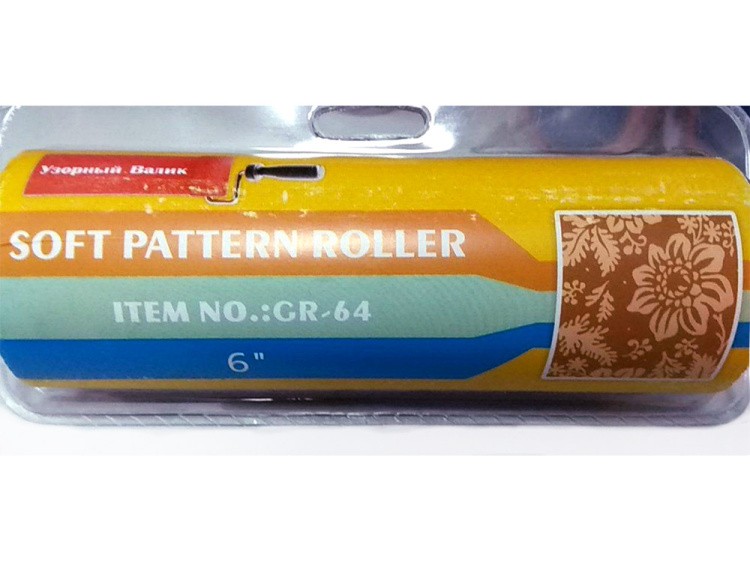 Узорный Валик
SOFT PATTERN ROLLER
ITEM NO.:GR-64
6"